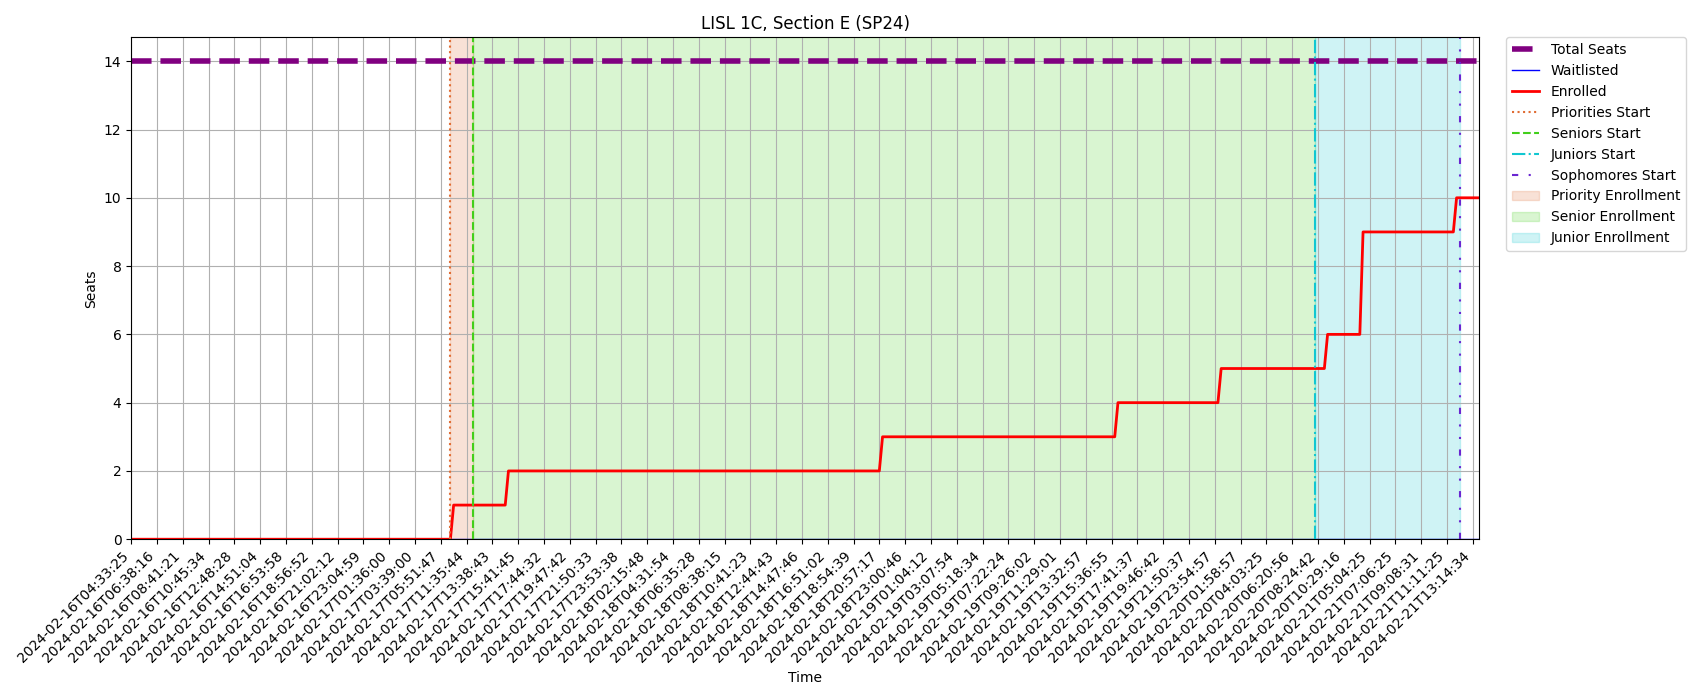 LISL 1C, Section E (SP24)
Total Seats
Waitlisted
Enrolled
Priorities Start
Seniors Start
Juniors Start
Sophomores Start
Priority Enrollment
Senior Enrollment
Junior Enrollment
Seats
14
12
10
8
6
4
2
0
2024-02-16T04:33:25
2024-02-16T06:38:16
2024-02-16T08:41:21
2024-02-16T10:45:34
2024-02-16T12:48:28
2024-02-16T14:51:04
2024-02-16T16:53:58
2024-02-16T18:56:52
2024-02-16T21:02:12
2024-02-16T23:04:59
2024-02-17T01:36:00
2024-02-17T03:39:00
2024-02-17T05:51:47
2024-02-17T11:35:44
2024-02-17T13:38:43
2024-02-17T15:41:45
2024-02-17T17:44:32
2024-02-17T19:47:42
2024-02-17T21:50:33
2024-02-17T23:53:38
2024-02-18T02:15:48
2024-02-18T04:31:54
2024-02-18T06:35:28
2024-02-18T08:38:15
2024-02-18T10:41:23
2024-02-18T12:44:43
2024-02-18T14:47:46
2024-02-18T16:51:02
2024-02-18T18:54:39
2024-02-18T20:57:17
2024-02-18T23:00:46
2024-02-19T01:04:12
2024-02-19T03:07:54
2024-02-19T05:18:34
2024-02-19T07:22:24
2024-02-19T09:26:02
2024-02-19T11:29:01
2024-02-19T13:32:57
2024-02-19T15:36:55
2024-02-19T17:41:37
2024-02-19T19:46:42
2024-02-19T21:50:37
2024-02-19T23:54:57
2024-02-20T01:58:57
2024-02-20T04:03:25
2024-02-20T06:20:56
2024-02-20T08:24:42
2024-02-20T10:29:16
2024-02-21T05:04:25
2024-02-21T07:06:25
2024-02-21T09:08:31
2024-02-21T11:11:25
2024-02-21T13:14:34
Time